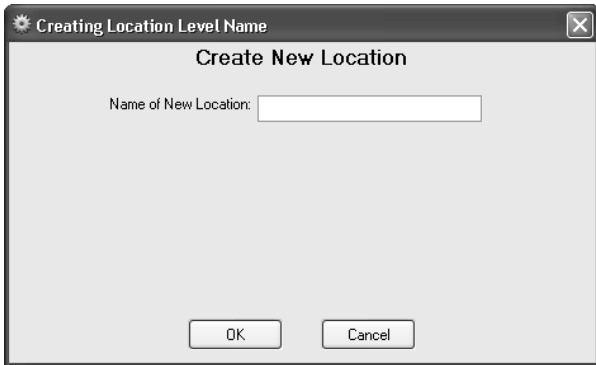 Creating Location Level Name
Create New Location
Name of New Location:
OK Cancel